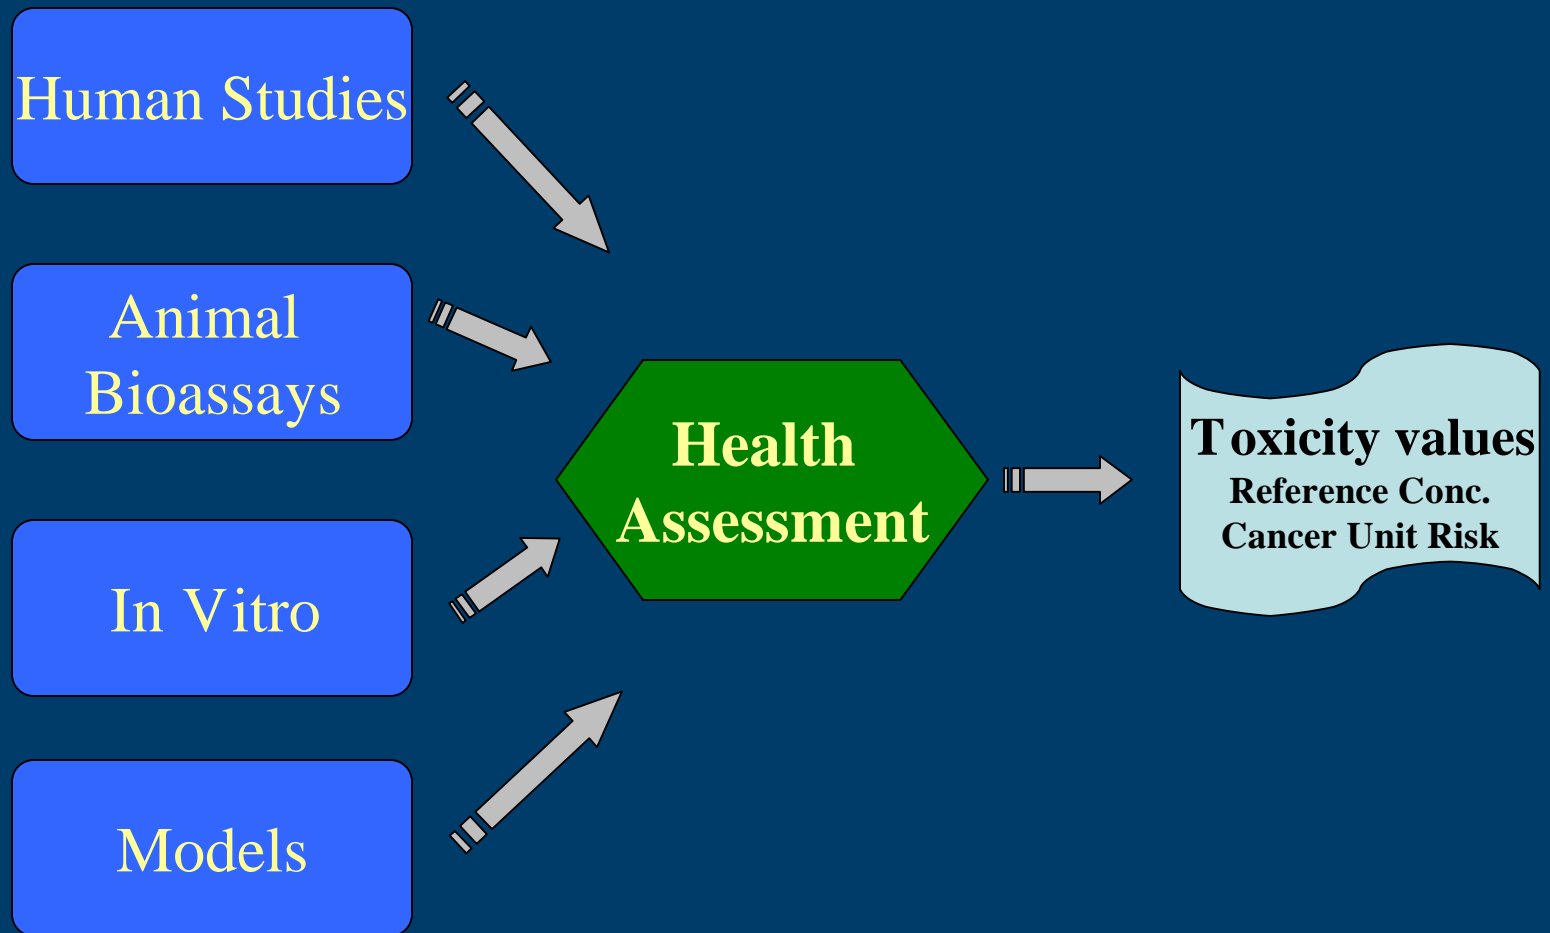 Human Studies
Animal
Bioassays
In Vitro
Models
Health
Assessment
Toxicity values
Reference Conc.
Cancer Unit Risk